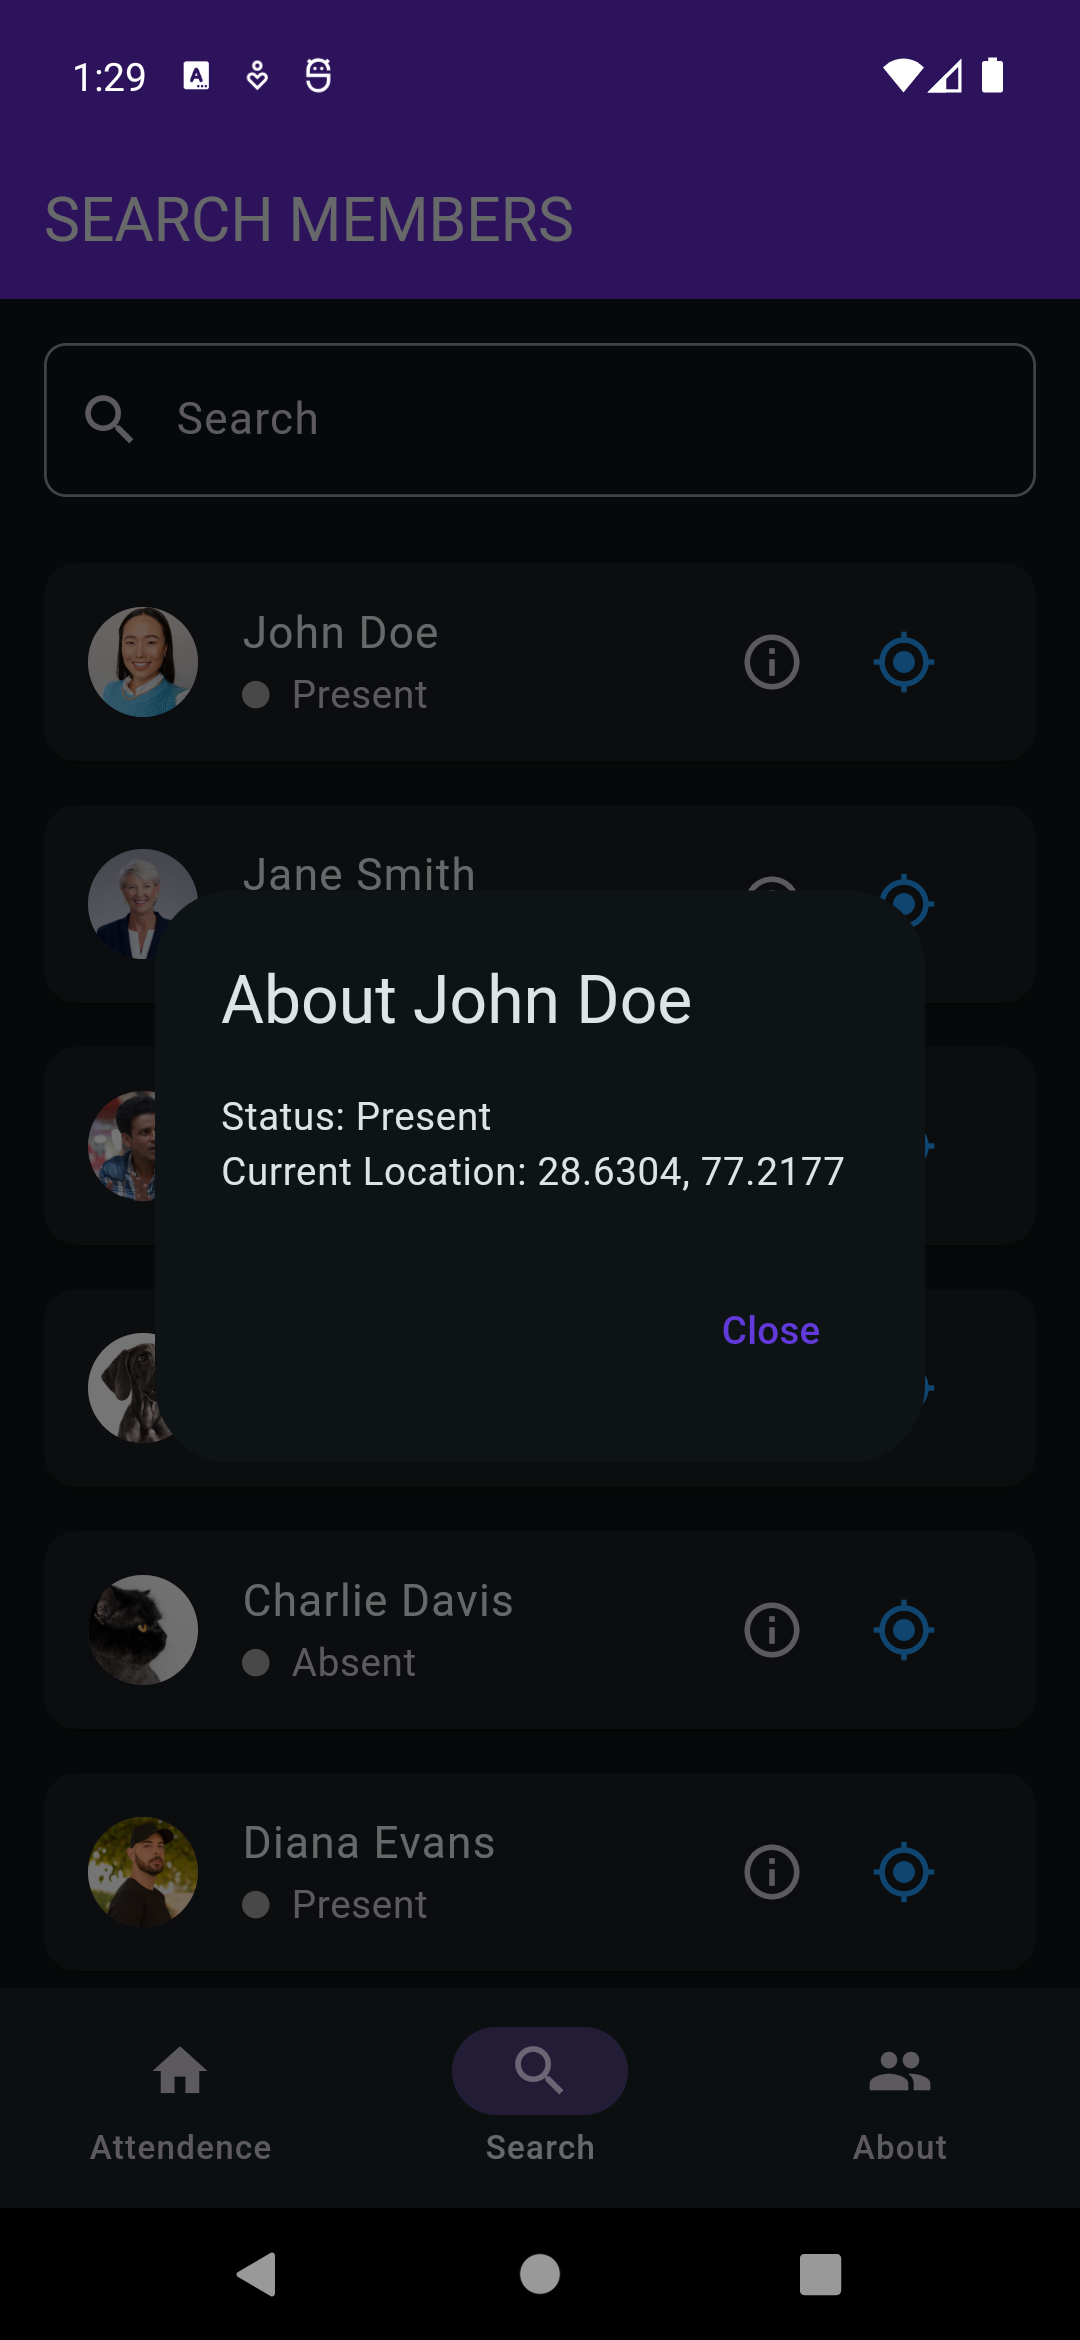 1:29
SEARCH MEMBERS
Search
John Doe
Present
Jane Smith
About John Doe
Status: Present
Current Location: 28.6304, 77.2177
Close
Charlie Davis
Absent
Diana Evans
Present
Attendence
Search
About